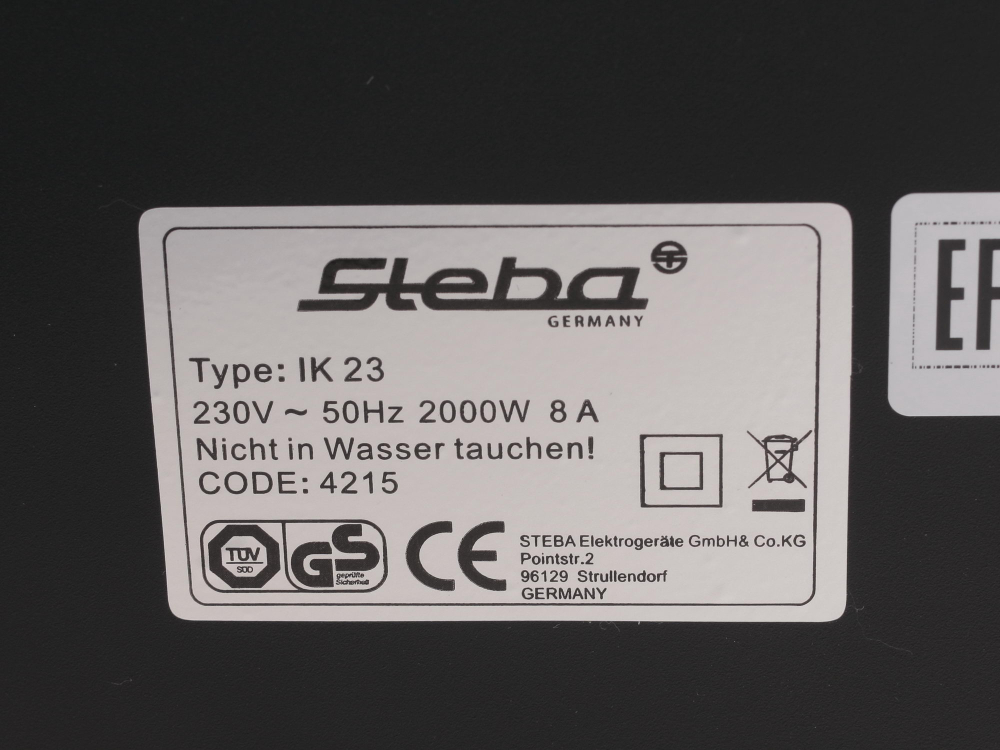 Steba
GERMANY
Type: IK 23
230V ~ 50Hz 2000W 8 A
Nicht in Wasser tauchen!
CODE: 4215
TÜV
SÜD
GS
geprüfte
Sicherheit
CE
STEBA Elektrogeräte GmbH& Co.KG
Pointstr.2
96129 Strullendorf
GERMANY